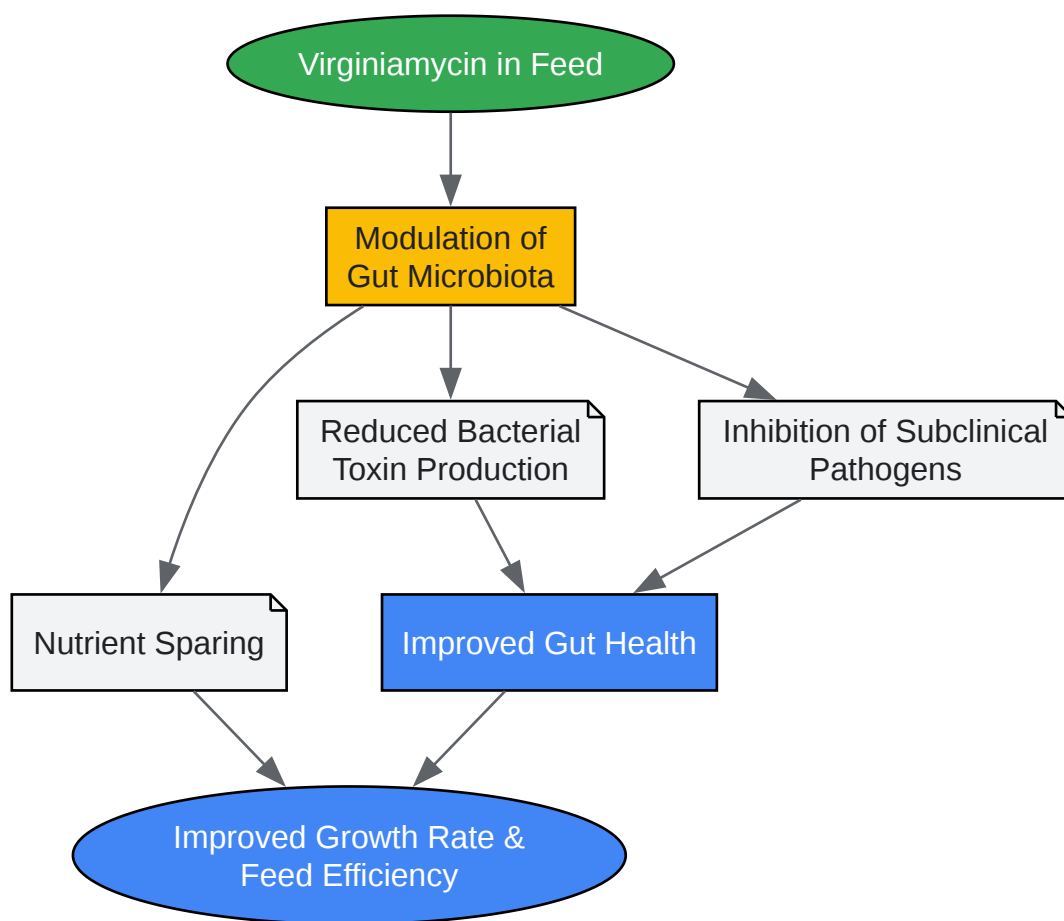 Virginiamycin in Feed
Modulation of
Gut Microbiota
Reduced Bacterial
Toxin Production
Inhibition of Subclinical
Pathogens
Nutrient Sparing
Improved Gut Health
Improved Growth Rate &
Feed Efficiency